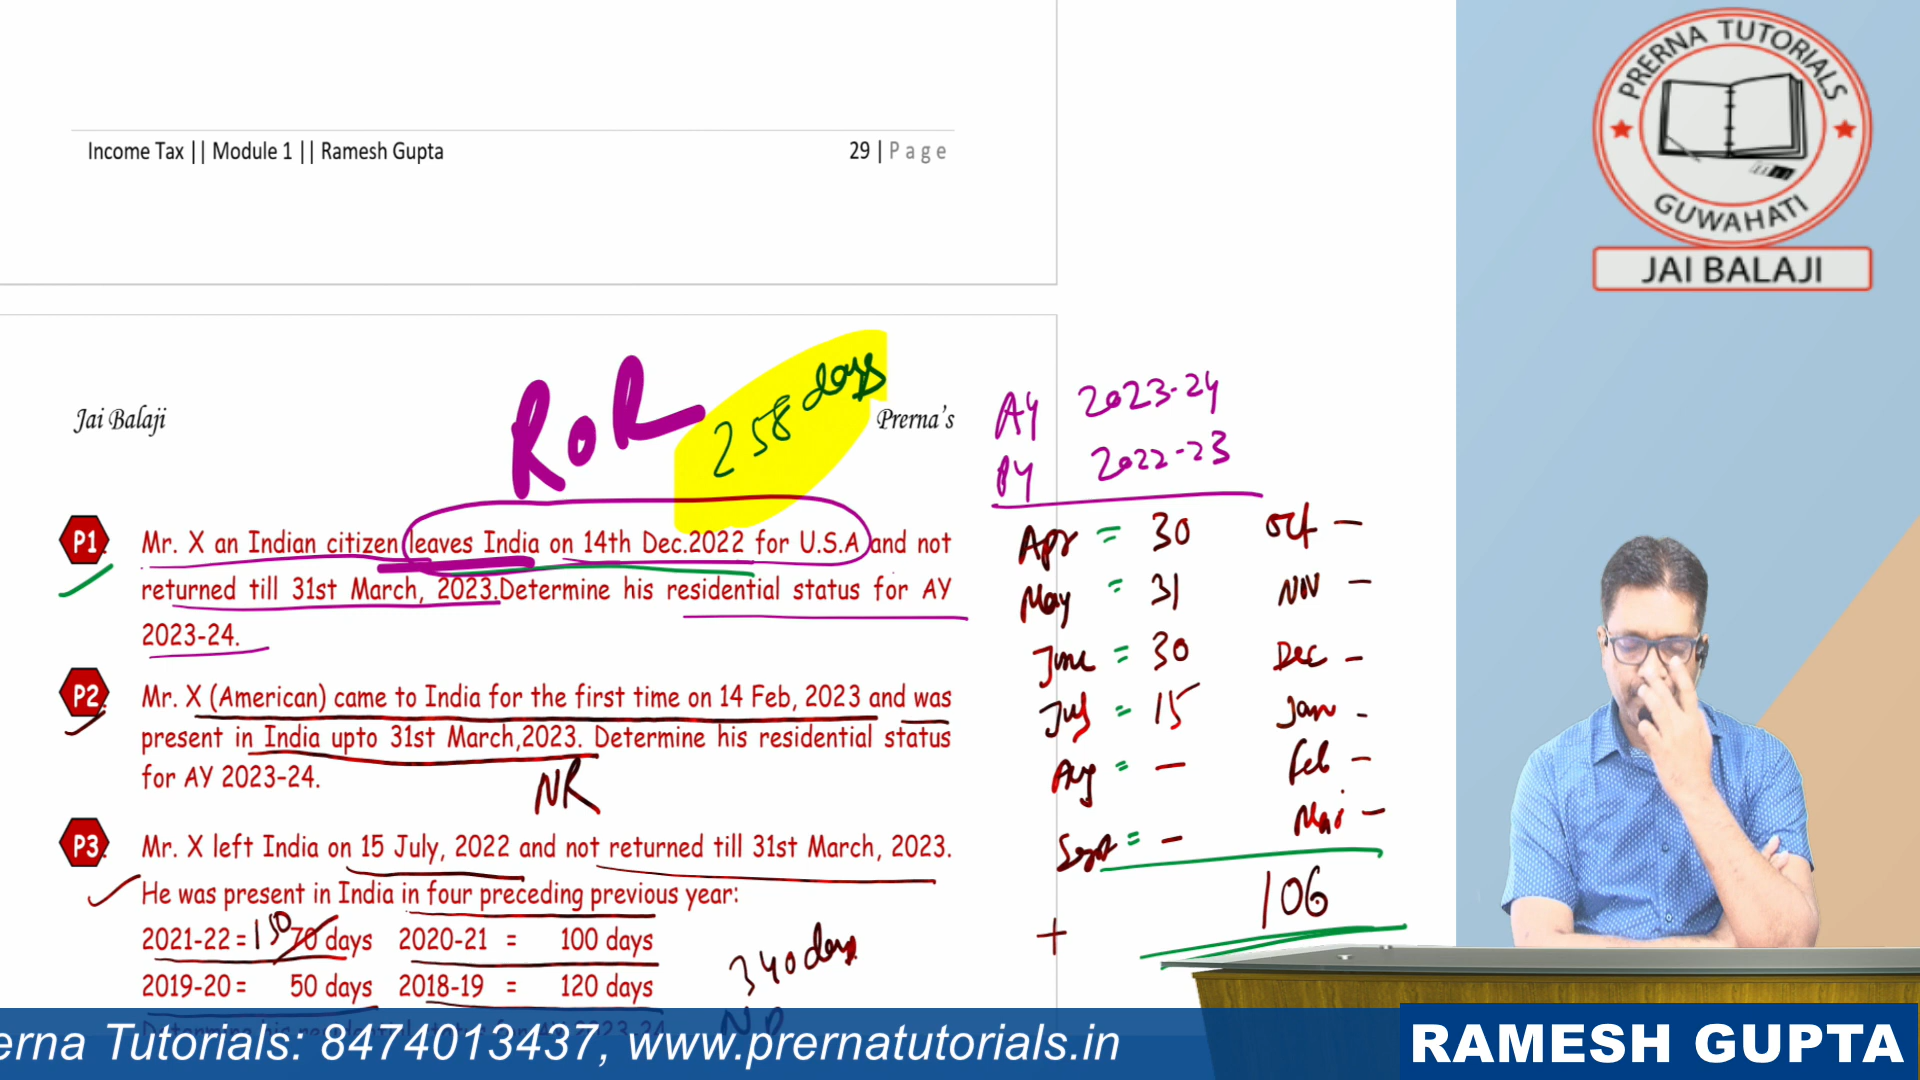 Income Tax || Module 1 || Ramesh Gupta
29 | Page
PRERNA TUTORIALS
GUWAHATI
JAI BALAJI
Jai Balaji
ROR
258 days
Prerna's
P1 Mr. X an Indian citizen leaves India on 14th Dec.2022 for U.S.A and not
returned till 31st March, 2023.Determine his residential status for AY
2023-24.
P2 Mr. X (American) came to India for the first time on 14 Feb, 2023 and was
present in India upto 31st March,2023. Determine his residential status
for AY 2023-24.
NR
P3 Mr. X left India on 15 July, 2022 and not returned till 31st March, 2023.
He was present in India in four preceding previous year:
2021-22 = 150 70 days 2020-21 = 100 days
2019-20 = 50 days 2018-19 = 120 days
340 days
AY 2023-24
PY 2022-23
Apr = 30
May = 31
June = 30
July = 15
Aug = –
Sept = –
Oct –
Nov –
Dec –
Jan -
Feb –
Mar –
106
+
erna Tutorials: 8474013437, www.prernatutorials.in
RAMESH GUPTA